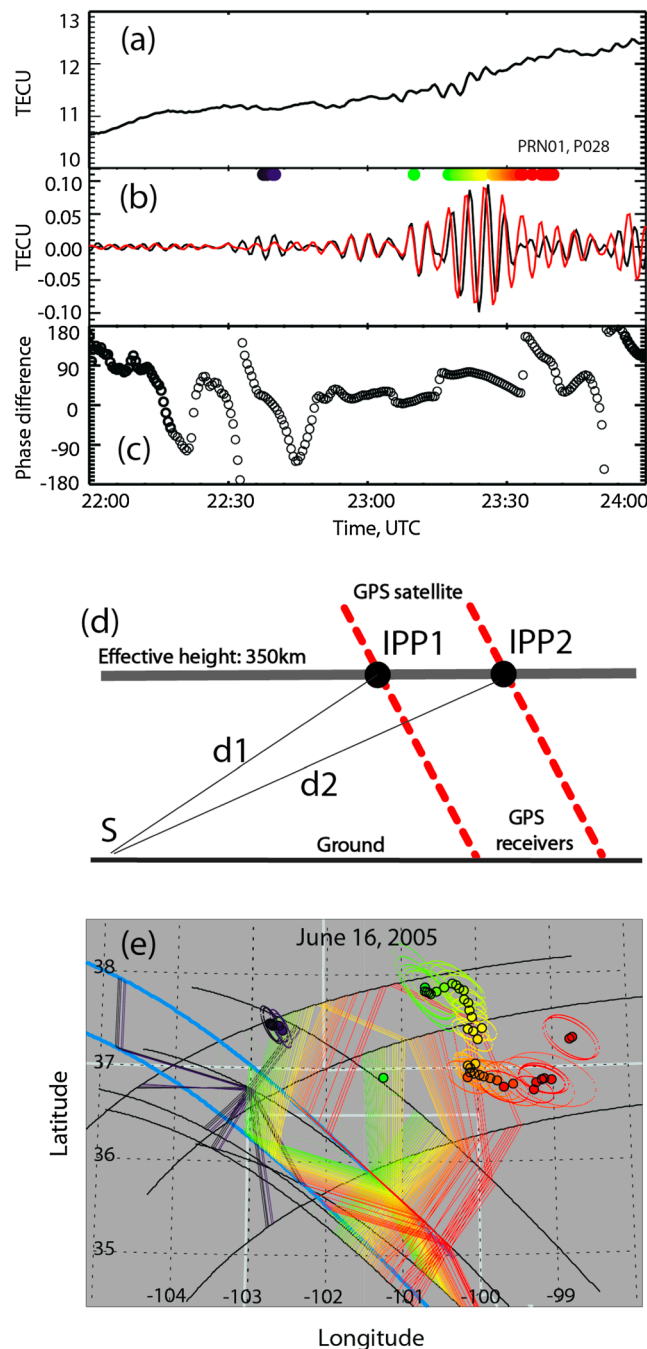 13
(a)
12
TECU
11
PRN01, P028
10
0.10
(b)
0.05
TECU
0.00
-0.05
-0.10
180
90
Phase difference
0
-90
(c)
-180
22:00 22:30 23:00 23:30 24:00
Time, UTC
(d)
GPS satellite
IPP1 IPP2
Effective height: 350km
d1
d2
S
GPS
Ground receivers
(e) June 16, 2005
38
37
Latitude
36
35
-104 -103 -102 -101 -100 -99
Longitude